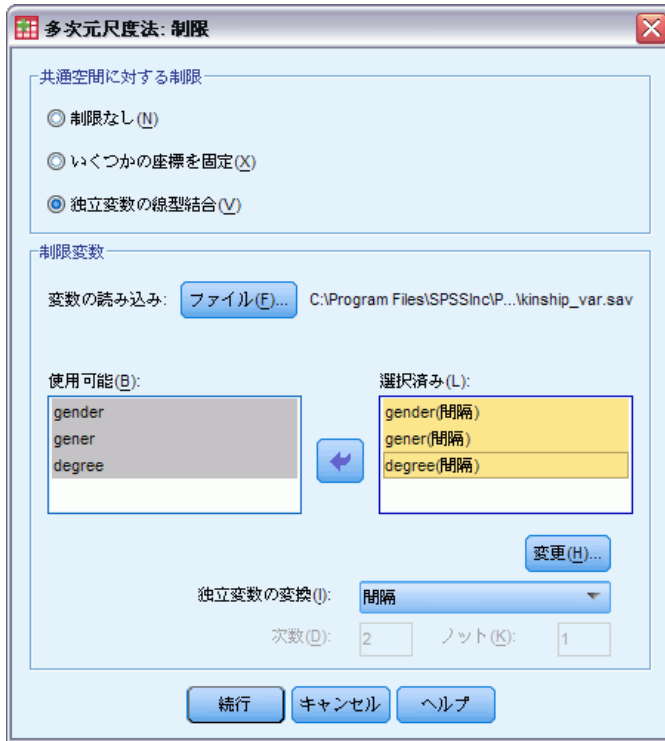 多次元尺度法: 制限
共通空間に対する制限
制限なし(N)
いくつかの座標を固定(X)
独立変数の線型結合(V)
制限変数
変数の読み込み: ファイル(F)... C:\Program Files\SPSSInc\P...\kinship_var.sav
使用可能(B): 選択済み(L):
gender gender(間隔)
gener gener(間隔)
degree degree(間隔)
変更(H)...
独立変数の変換(I): 間隔
次数(D): 2 ノット(K): 1
続行 キャンセル ヘルプ